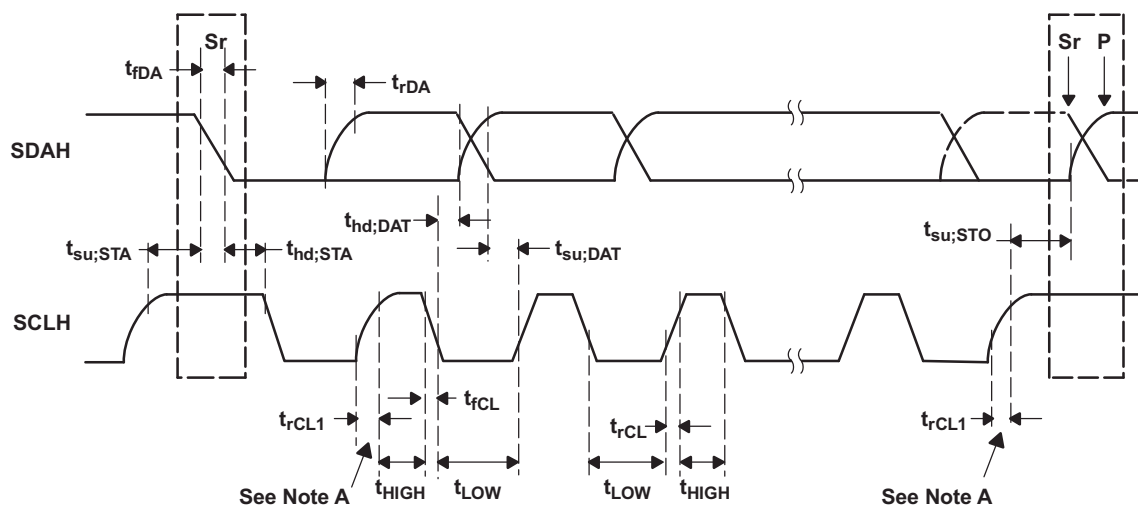 Sr
Sr P
t_fDA
t_rDA
SDAH
t_hd;DAT
t_su;STA
t_hd;STA
t_su;DAT
t_su;STO
SCLH
t_fCL
t_rCL1
t_rCL
t_rCL1
t_HIGH
t_LOW
t_LOW
t_HIGH
See Note A
See Note A